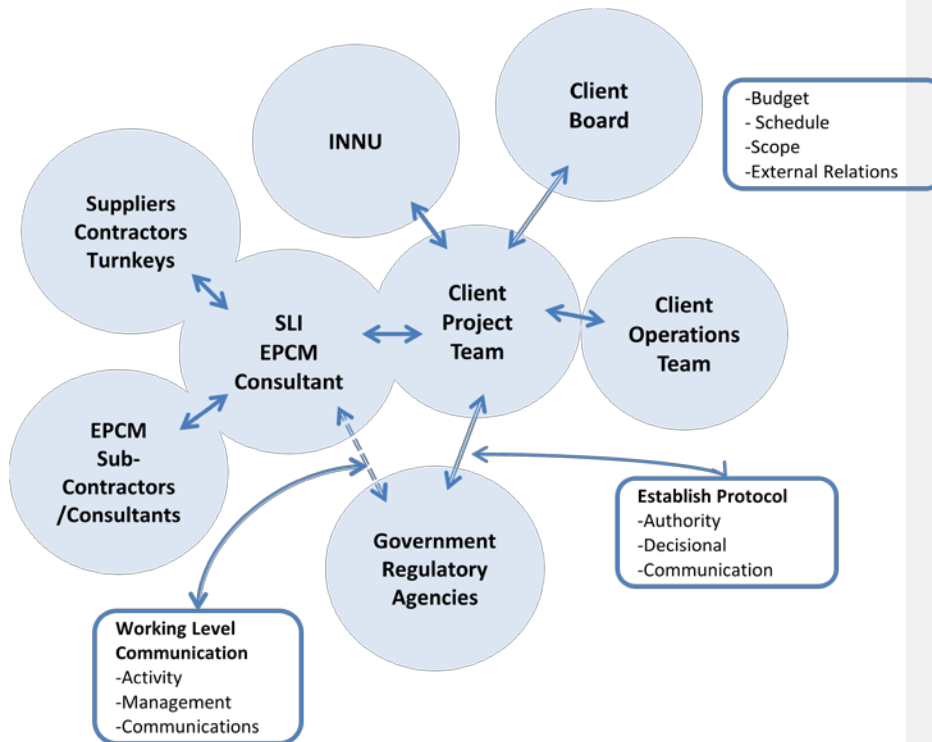 Client
Board
-Budget
- Schedule
-Scope
-External Relations
INNU
Suppliers
Contractors
Turnkeys
SLI
EPCM
Consultant
Client
Project
Team
Client
Operations
Team
EPCM
Sub-
Contractors
/Consultants
Government
Regulatory
Agencies
Establish Protocol
-Authority
-Decisional
-Communication
Working Level
Communication
-Activity
-Management
-Communications